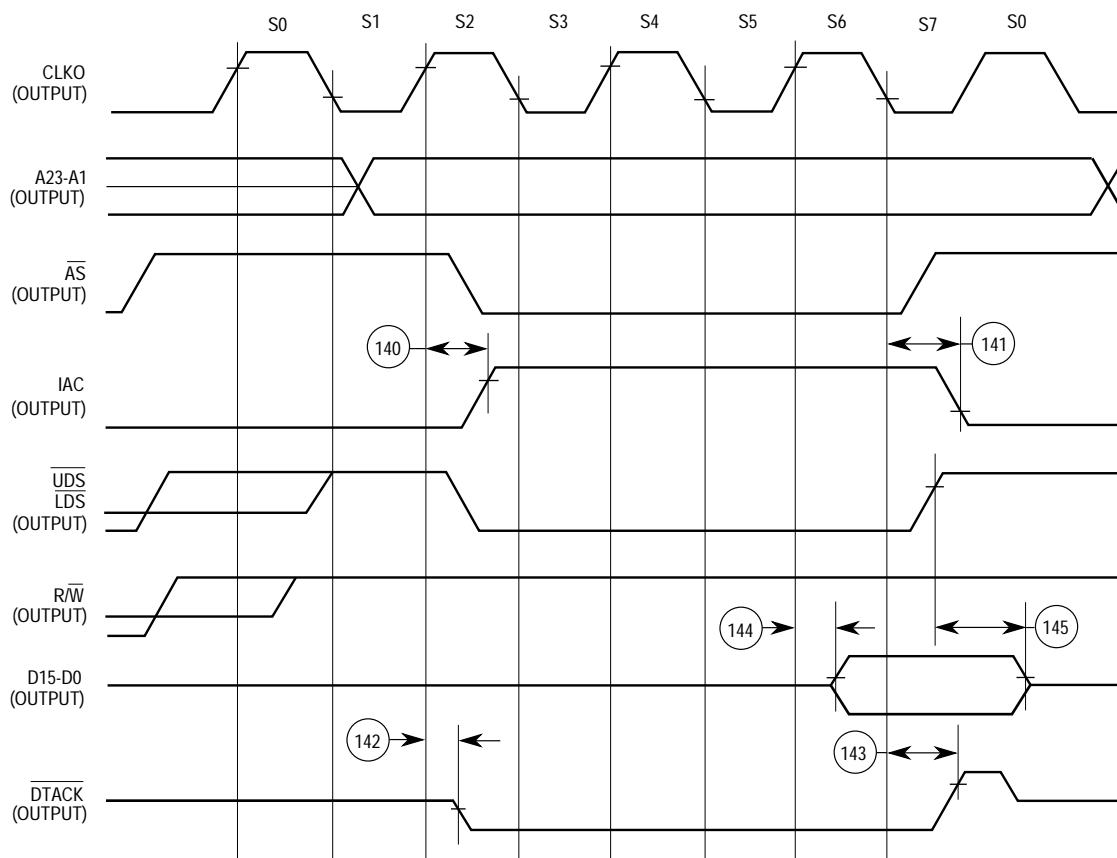 S0 S1 S2 S3 S4 S5 S6 S7 S0
CLKO
(OUTPUT)
A23-A1
(OUTPUT)
AS
(OUTPUT)
140
141
IAC
(OUTPUT)
UDS
LDS
(OUTPUT)
R/W
(OUTPUT)
144
145
D15-D0
(OUTPUT)
142
143
DTACK
(OUTPUT)